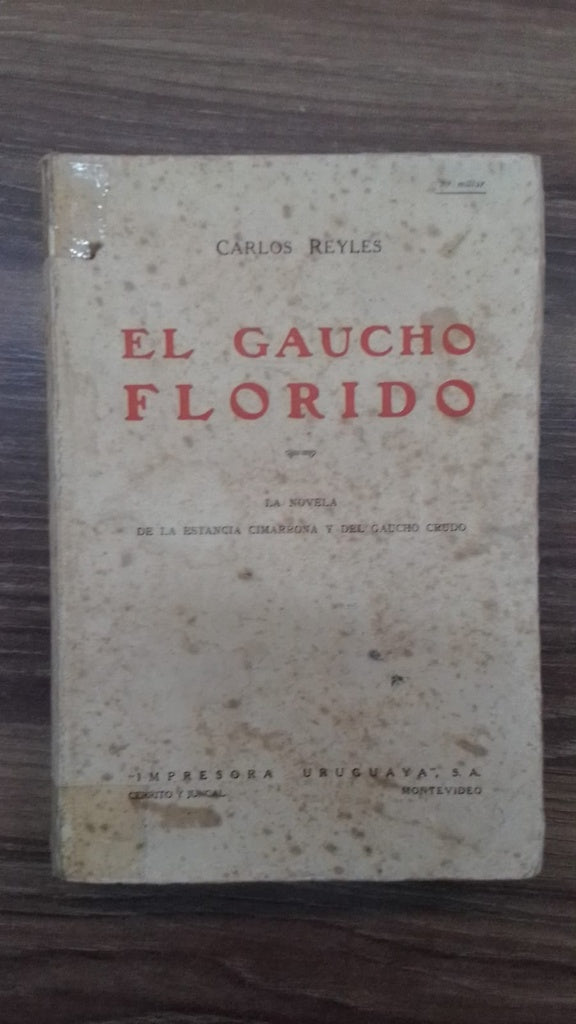 millar
CARLOS REYLES
EL GAUCHO
FLORIDO
LA NOVELA
DE LA ESTANCIA CIMARRONA Y DEL GAUCHO CRUDO
"IMPRESORA URUGUAYA", S. A.
CERRITO Y JUNCAL MONTEVIDEO